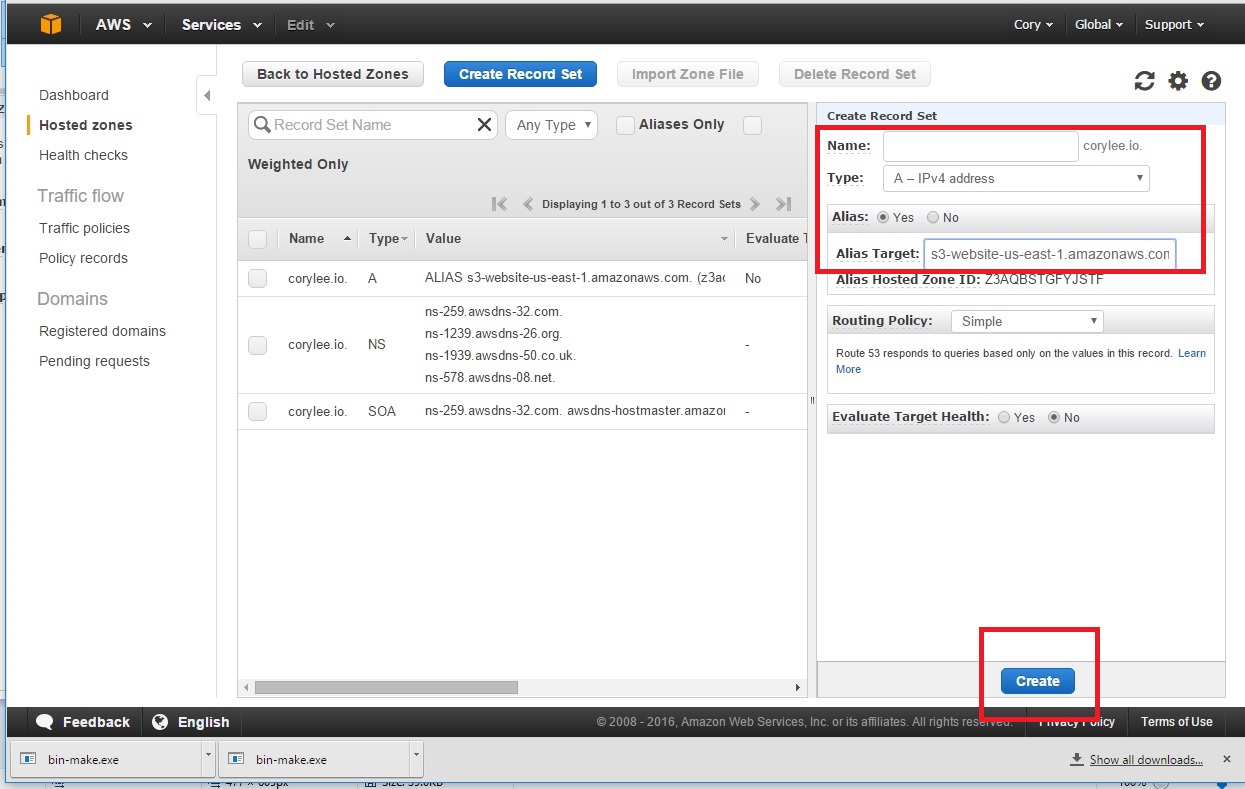 AWS Services Edit Cory Global Support
Back to Hosted Zones Create Record Set Import Zone File Delete Record Set
Dashboard
Hosted zones
Health checks
Traffic flow
Traffic policies
Policy records
Domains
Registered domains
Pending requests
Record Set Name Any Type Aliases Only
Weighted Only
Displaying 1 to 3 out of 3 Record Sets
Name Type Value Evaluate T
corylee.io. A ALIAS s3-website-us-east-1.amazonaws.com. (z3aq No
corylee.io. NS ns-259.awsdns-32.com.
ns-1239.awsdns-26.org.
ns-1939.awsdns-50.co.uk.
ns-578.awsdns-08.net.
-
corylee.io. SOA ns-259.awsdns-32.com. awsdns-hostmaster.amazon -
Create Record Set
Name: corylee.io.
Type: A – IPv4 address
Alias: Yes No
Alias Target: s3-website-us-east-1.amazonaws.com
Alias Hosted Zone ID: Z3AQBSTGFYJSTF
Routing Policy: Simple
Route 53 responds to queries based only on the values in this record. Learn
More
Evaluate Target Health: Yes No
Create
Feedback English © 2008 - 2016, Amazon Web Services, Inc. or its affiliates. All rights reserved. Privacy Policy Terms of Use
bin-make.exe bin-make.exe Show all downloads...
100%